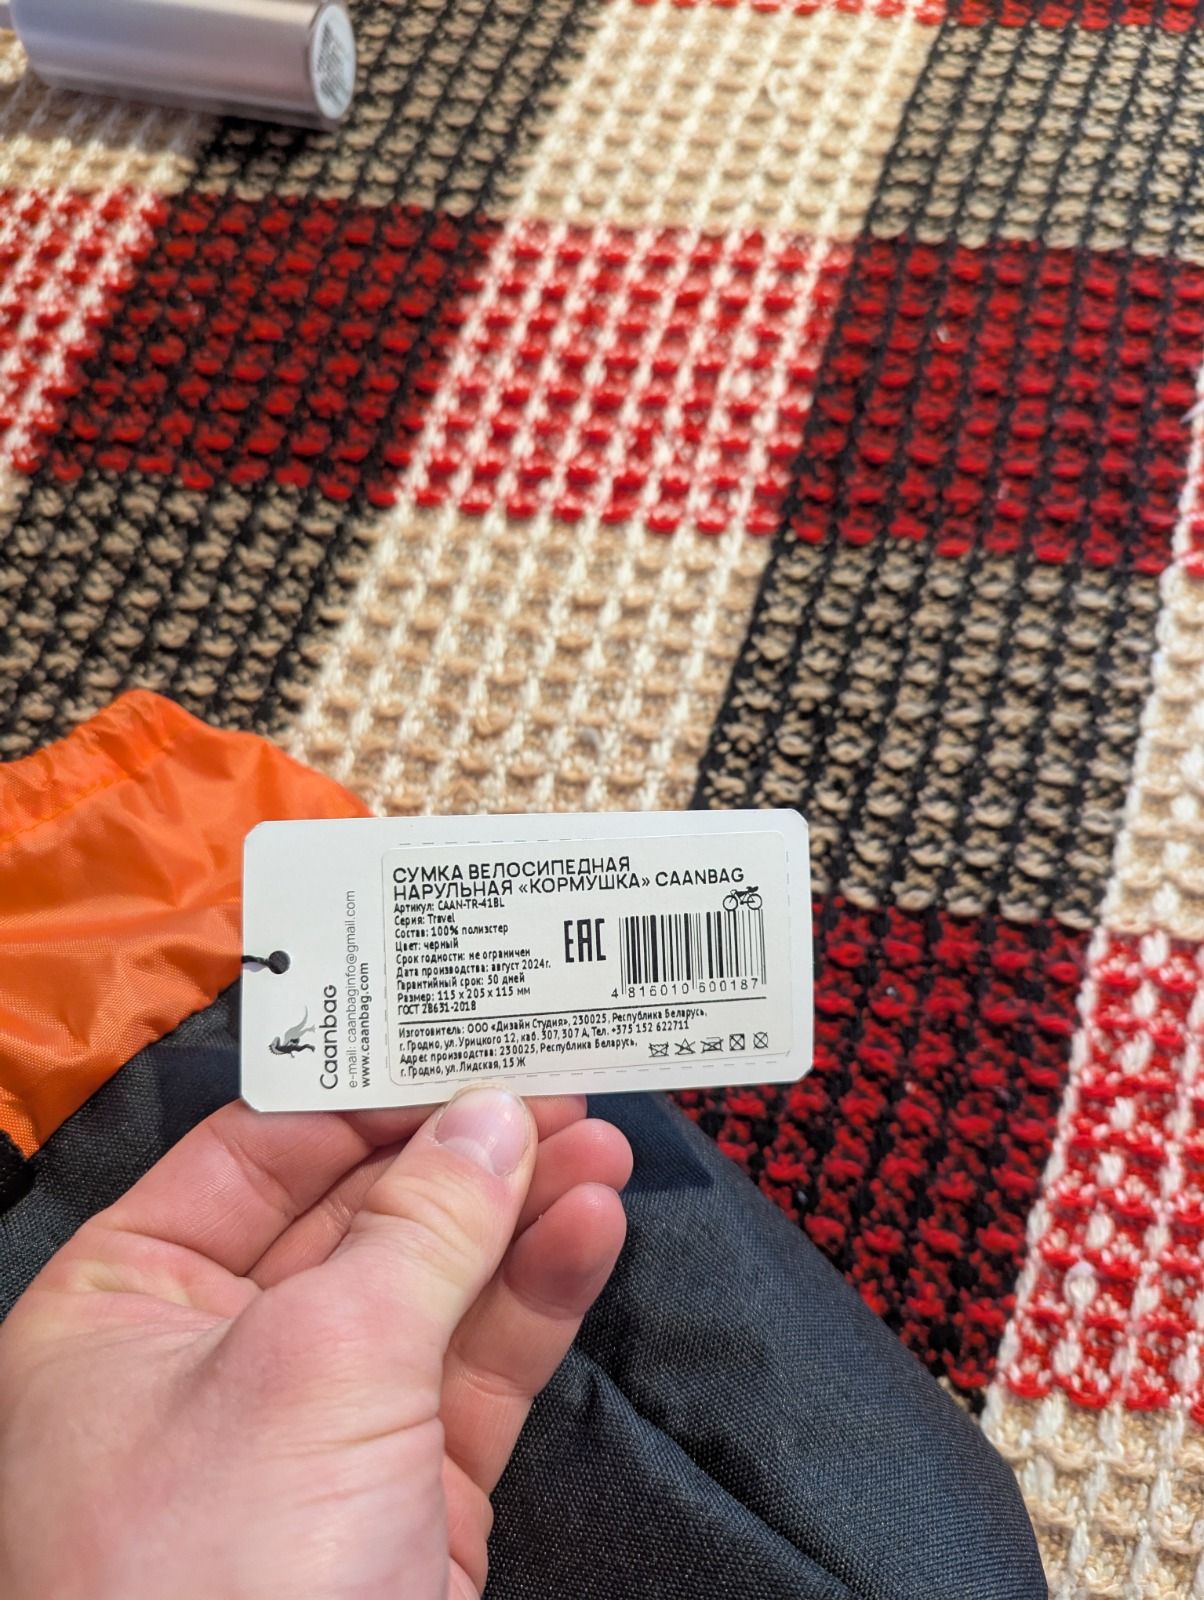 СУМКА ВЕЛОСИПЕДНАЯ
НАРУЛЬНАЯ «КОРМУШКА» CAANBAG
Артикул: CAAN-TR-41BL
Серия: Travel
Состав: 100% полиэстер
Цвет: черный
Срок годности: не ограничен
Дата производства: август 2024г.
Гарантийный срок: 50 дней
Размер: 115 х 205 х 115 мм
ГОСТ 28631-2018
EAC
4 816010 500187
Изготовитель: ООО «Дизайн Студия», 230025, Республика Беларусь,
г. Гродно, ул. Урицкого 12, каб. 307, 307 А, Тел. +375 152 622711
Адрес производства: 230025, Республика Беларусь,
г. Гродно, ул. Лидская, 15 Ж
Caanbag
e-mail: caanbaginfo@gmail.com
www.caanbag.com